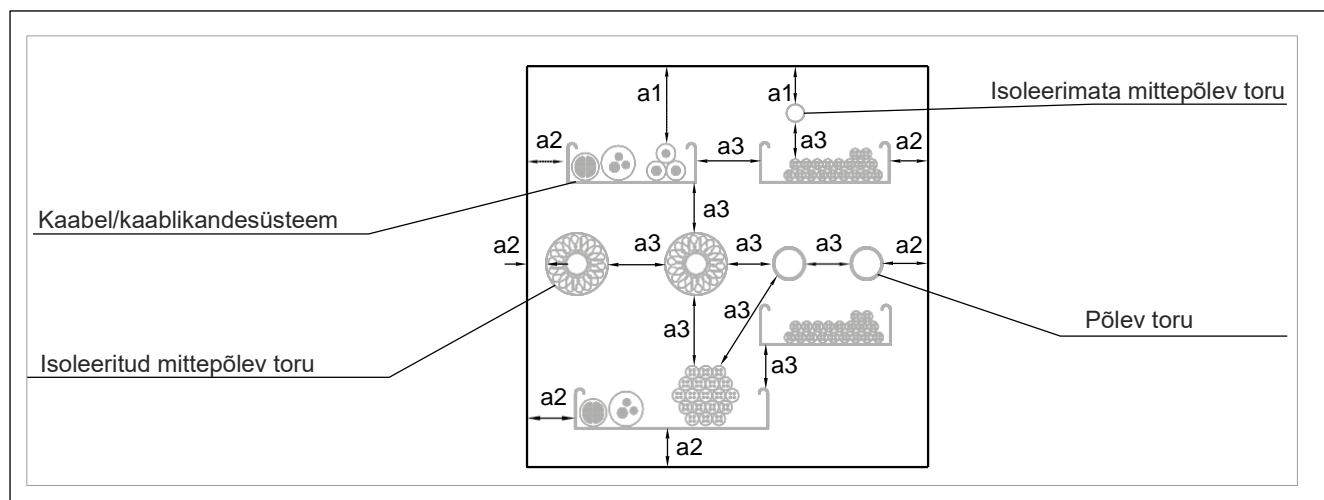 a1
a1
Isoleerimata mittepõlev toru
a2
a3
a3
a2
Kaabel/kaablikandesüsteem
a3
a2
a3
a3
a3
a2
a3
a3
Põlev toru
Isoleeritud mittepõlev toru
a3
a2
a2